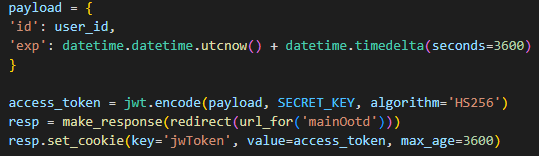 payload = {
'id': user_id,
'exp': datetime.datetime.utcnow() + datetime.timedelta(seconds=3600)
}
access_token = jwt.encode(payload, SECRET_KEY, algorithm='HS256')
resp = make_response(redirect(url_for('mainOotd')))
resp.set_cookie(key='jwToken', value=access_token, max_age=3600)